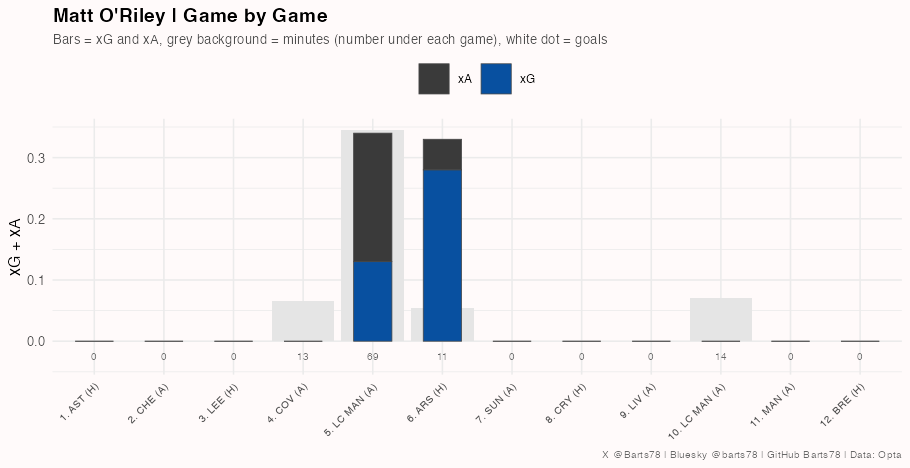 Matt O'Riley | Game by Game
Bars = xG and xA, grey background = minutes (number under each game), white dot = goals
xA xG
xG + xA
0.3
0.2
0.1
0.0
0 0 0 13 69 11 0 0 0 14 0 0
1. AST (H)
2. CHE (A)
3. LEE (H)
4. COV (A)
5. LC MAN (A)
6. ARS (H)
7. SUN (A)
8. CRY (H)
9. LIV (A)
10. LC MAN (A)
11. MAN (A)
12. BRE (H)
X @Barts78 | Bluesky @barts78 | GitHub Barts78 | Data: Opta